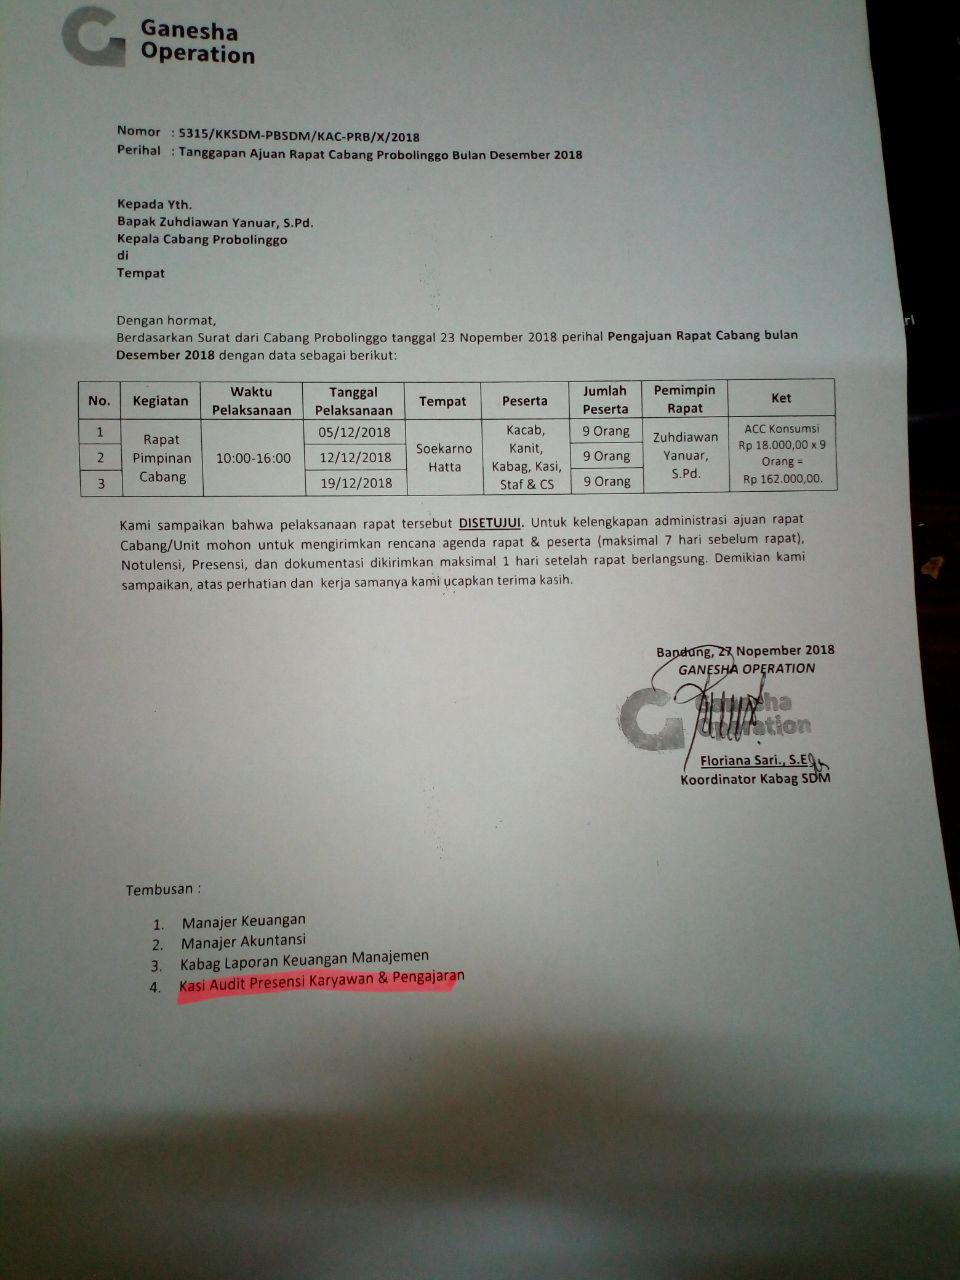 Ganesha
Operation
Nomor : 5315/KKSDM-PBSDM/KAC-PRB/X/2018
Perihal : Tanggapan Ajuan Rapat Cabang Probolinggo Bulan Desember 2018
Kepada Yth.
Bapak Zuhdiawan Yanuar, S.Pd.
Kepala Cabang Probolinggo
di
Tempat
Dengan hormat,
Berdasarkan Surat dari Cabang Probolinggo tanggal 23 Nopember 2018 perihal Pengajuan Rapat Cabang bulan
Desember 2018 dengan data sebagai berikut:
No. Kegiatan Waktu Pelaksanaan Tanggal Pelaksanaan Tempat Peserta Jumlah Peserta Pemimpin Rapat Ket
1 Rapat Pimpinan Cabang 10:00-16:00 05/12/2018 Soekarno Hatta Kacab, Kanit, Kabag, Kasi, Staf & CS 9 Orang Zuhdiawan Yanuar, S.Pd. ACC Konsumsi Rp 18.000,00 x 9 Orang = Rp 162.000,00.
2 12/12/2018 9 Orang
3 19/12/2018 9 Orang
Kami sampaikan bahwa pelaksanaan rapat tersebut DISETUJUI. Untuk kelengkapan administrasi ajuan rapat
Cabang/Unit mohon untuk mengirimkan rencana agenda rapat & peserta (maksimal 7 hari sebelum rapat),
Notulensi, Presensi, dan dokumentasi dikirimkan maksimal 1 hari setelah rapat berlangsung. Demikian kami
sampaikan, atas perhatian dan kerja samanya kami ucapkan terima kasih.
Bandung, 27 Nopember 2018
GANESHA OPERATION
Ganesha
Operation
Floriana Sari., S.E
Koordinator Kabag SDM
Tembusan :
1. Manajer Keuangan
2. Manajer Akuntansi
3. Kabag Laporan Keuangan Manajemen
4. Kasi Audit Presensi Karyawan & Pengajaran